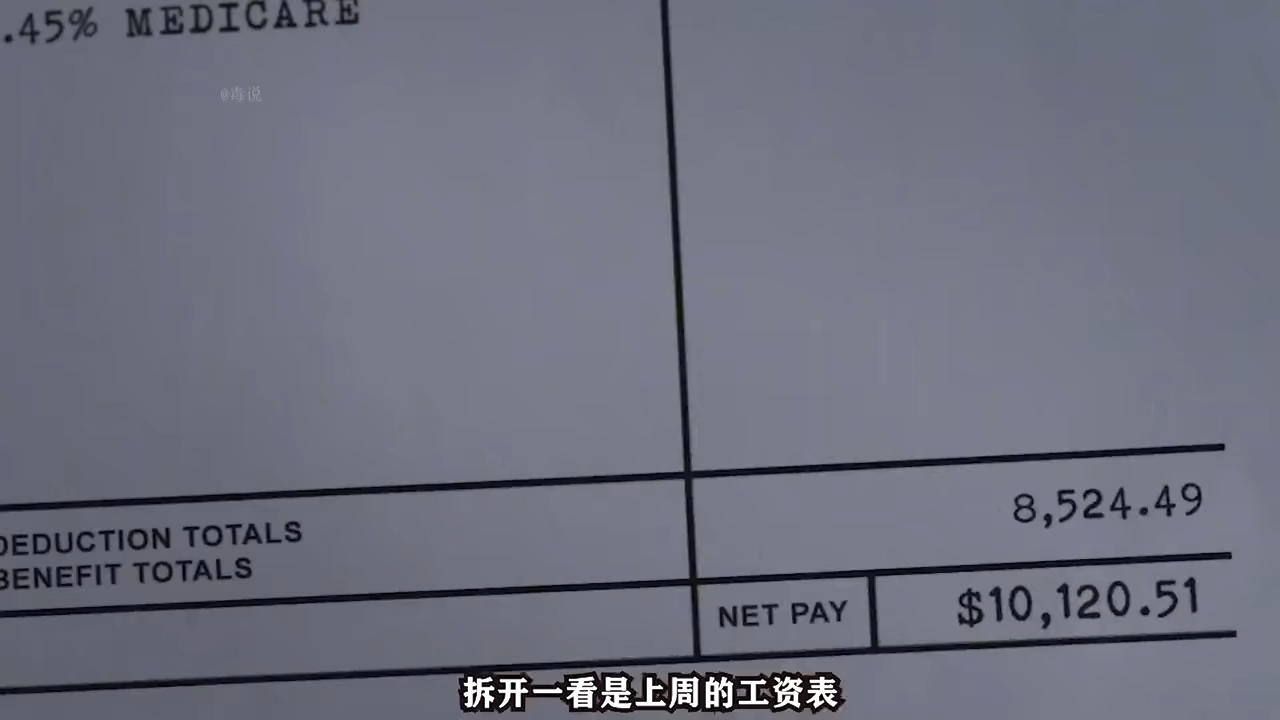 .45% MEDICARE
@毒说
DEDUCTION TOTALS
8,524.49
BENEFIT TOTALS
NET PAY
$10,120.51
拆开一看是上周的工资表